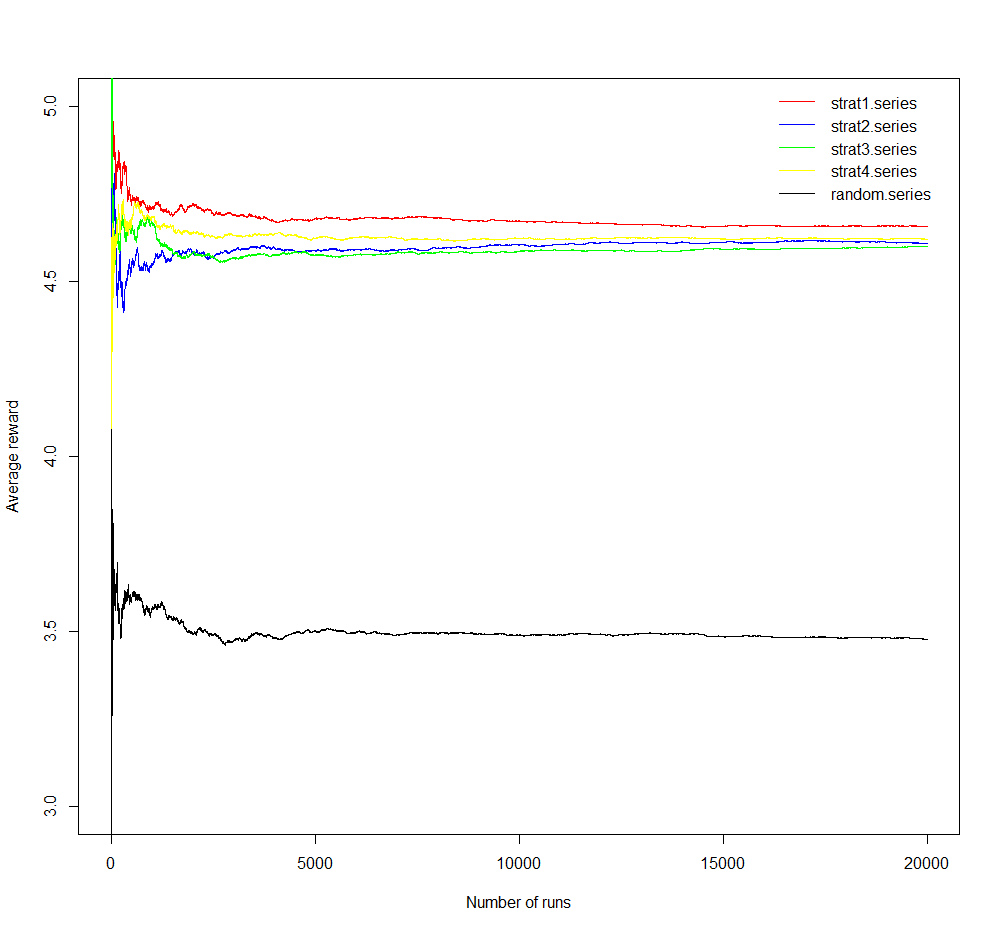 strat1.series
strat2.series
strat3.series
strat4.series
random.series
Average reward
5.0
4.5
4.0
3.5
3.0
0 5000 10000 15000 20000
Number of runs